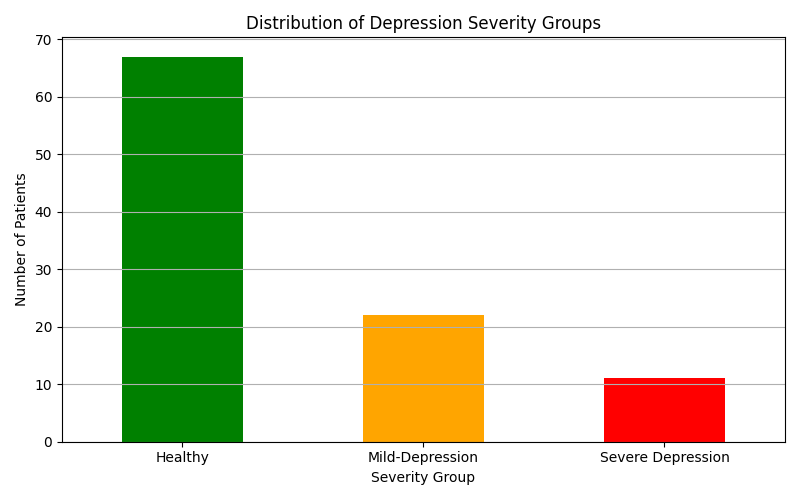 Distribution of Depression Severity Groups
Number of Patients
70
60
50
40
30
20
10
0
Healthy
Mild-Depression
Severe Depression
Severity Group